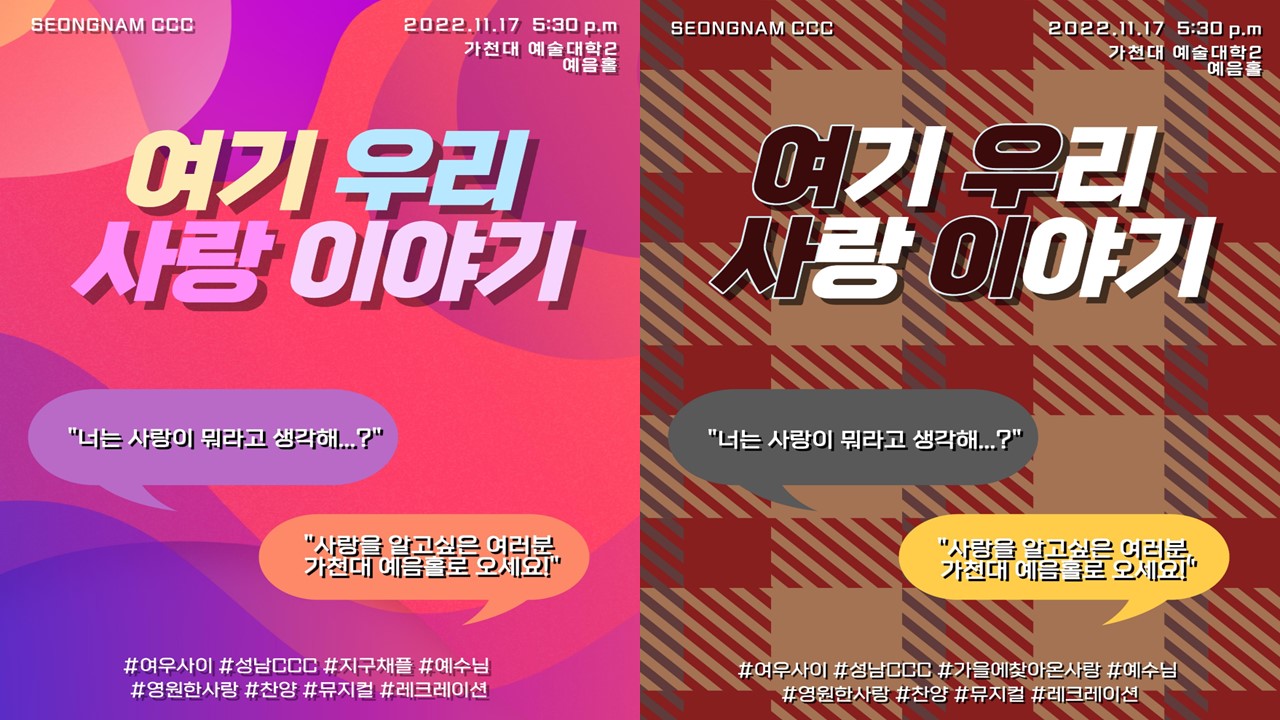 SEONGNAM CCC
2022.11.17 5:30 p.m
가천대 예술대학2
예음홀
여기 우리
사랑 이야기
"너는 사랑이 뭐라고 생각해...?"
"사랑을 알고싶은 여러분
가천대 예음홀로 오세요!"
#여우사이 #성남CCC #지구채플 #예수님
#영원한사랑 #찬양 #뮤지컬 #레크레이션
SEONGNAM CCC
2022.11.17 5:30 p.m
가천대 예술대학2
예음홀
여기 우리
사랑 이야기
"너는 사랑이 뭐라고 생각해...?"
"사랑을 알고싶은 여러분
가천대 예음홀로 오세요!"
#여우사이 #성남CCC #가을에찾아온사랑 #예수님
#영원한사랑 #찬양 #뮤지컬 #레크레이션